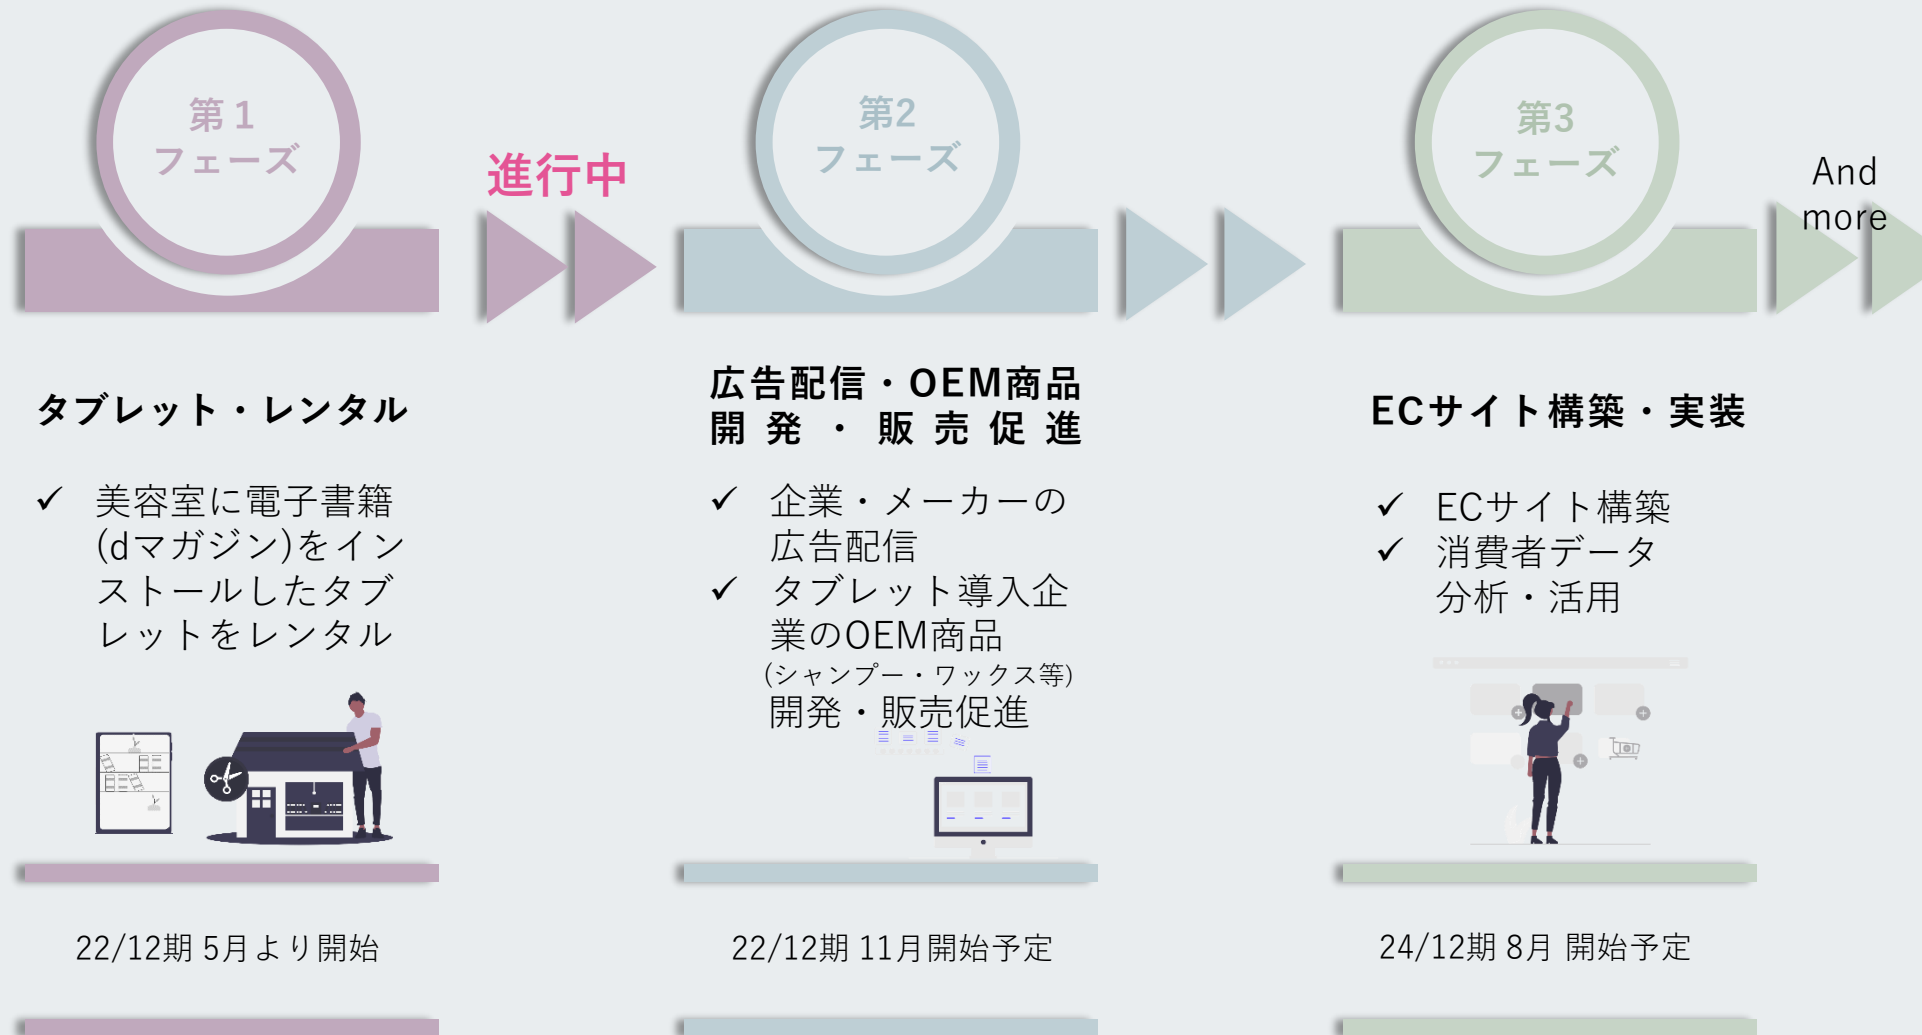 第１
フェーズ
進行中
第2
フェーズ
第3
フェーズ
And
more
タブレット・レンタル
✓ 美容室に電子書籍
(dマガジン)をイン
ストールしたタブ
レットをレンタル
22/12期 5月より開始
広告配信・OEM商品
開発・販売促進
✓ 企業・メーカーの
広告配信
✓ タブレット導入企
業のOEM商品
(シャンプー・ワックス等)
開発・販売促進
22/12期 11月開始予定
ECサイト構築・実装
✓ ECサイト構築
✓ 消費者データ
分析・活用
24/12期 8月 開始予定